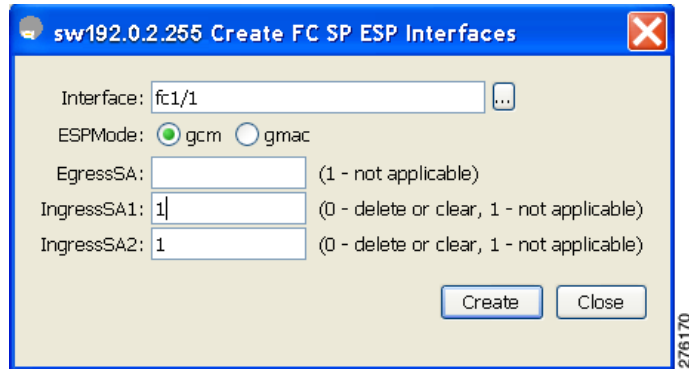 sw192.0.2.255 Create FC SP ESP Interfaces
Interface: fc1/1 ...
ESPMode: gcm gmac
EgressSA: (1 - not applicable)
IngressSA1: 1 (0 - delete or clear, 1 - not applicable)
IngressSA2: 1 (0 - delete or clear, 1 - not applicable)
Create Close
276170